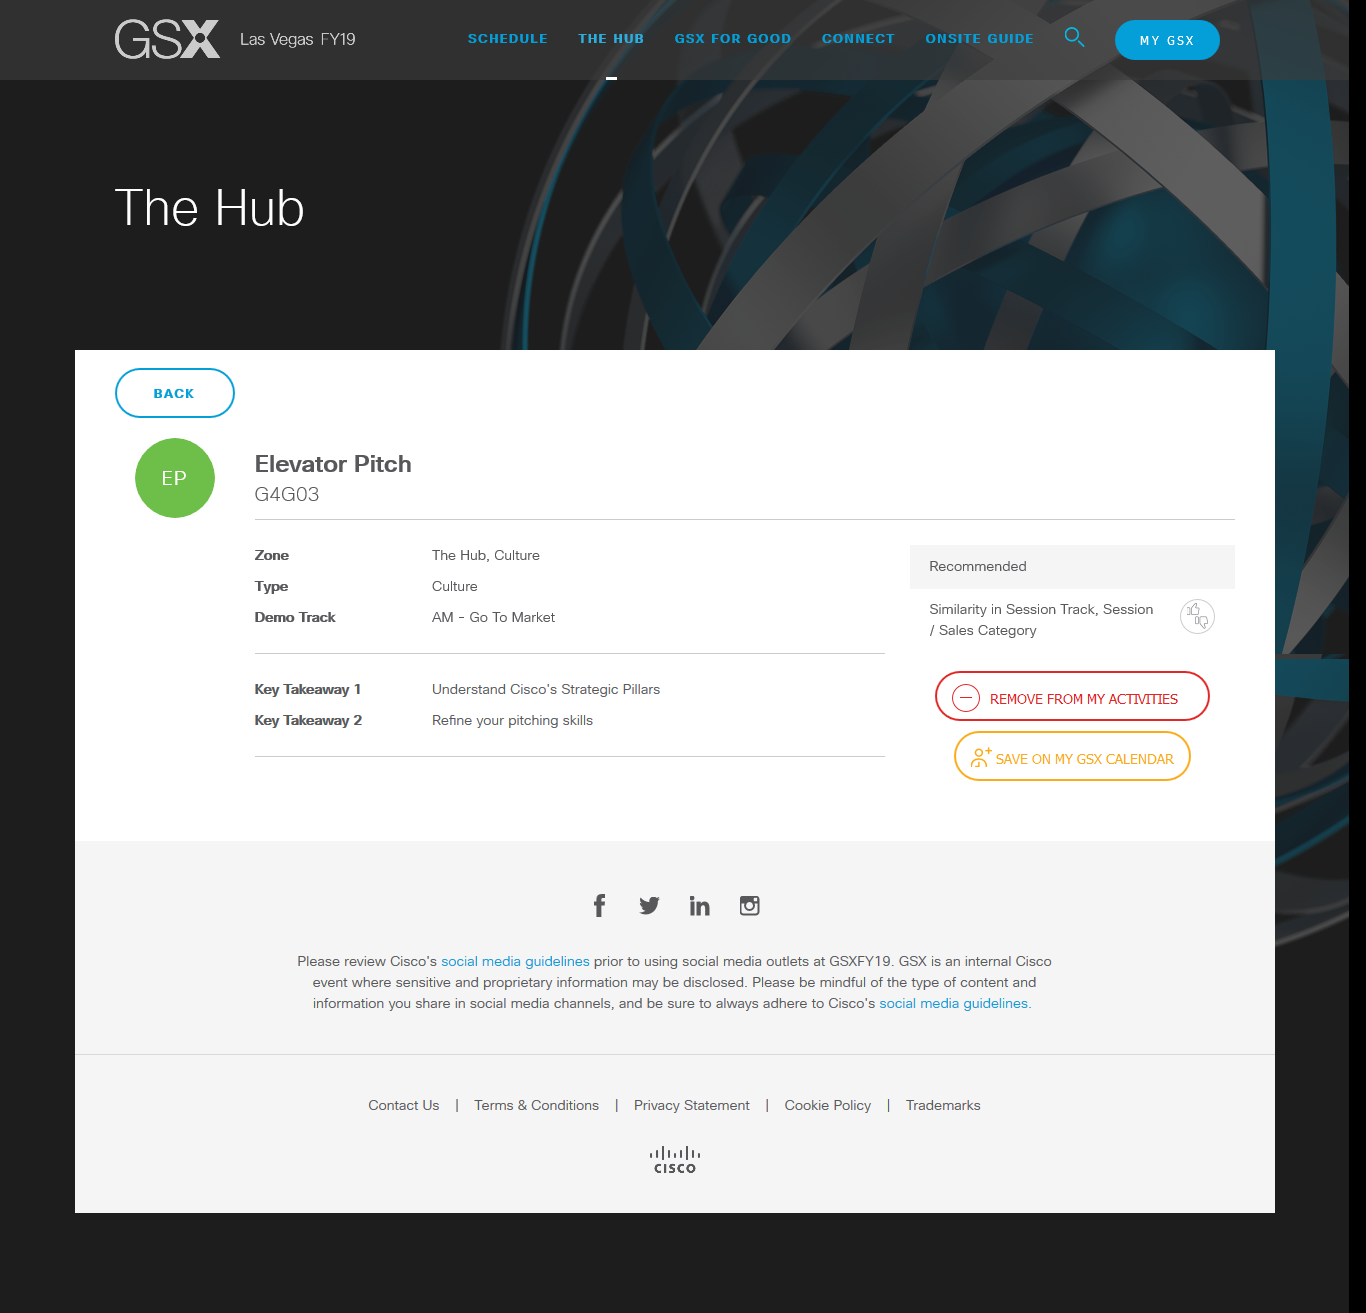 GSX Las Vegas FY19
SCHEDULE THE HUB GSX FOR GOOD CONNECT ONSITE GUIDE MY GSX
The Hub
BACK
EP
Elevator Pitch
G4G03
Zone The Hub, Culture
Type Culture
Demo Track AM - Go To Market
Key Takeaway 1 Understand Cisco's Strategic Pillars
Key Takeaway 2 Refine your pitching skills
Recommended
Similarity in Session Track, Session
/ Sales Category
REMOVE FROM MY ACTIVITIES
SAVE ON MY GSX CALENDAR
Please review Cisco's social media guidelines prior to using social media outlets at GSXFY19. GSX is an internal Cisco
event where sensitive and proprietary information may be disclosed. Please be mindful of the type of content and
information you share in social media channels, and be sure to always adhere to Cisco's social media guidelines.
Contact Us | Terms & Conditions | Privacy Statement | Cookie Policy | Trademarks
CISCO